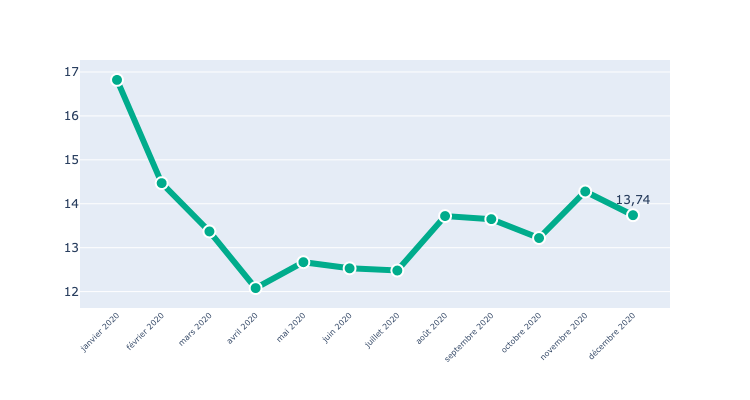 17
16
15
14
13
12
13,74
janvier 2020
février 2020
mars 2020
avril 2020
mai 2020
juin 2020
juillet 2020
août 2020
septembre 2020
octobre 2020
novembre 2020
décembre 2020